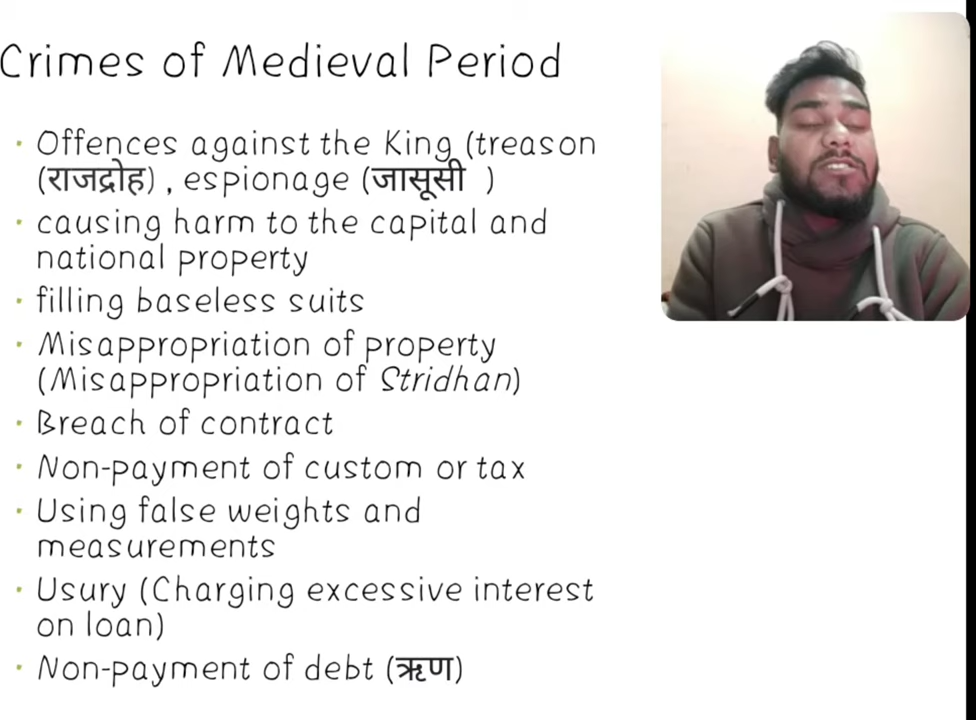 Crimes of Medieval Period
• Offences against the King (treason
(राजद्रोह) , espionage (जासूसी )
• causing harm to the capital and
national property
• filling baseless suits
• Misappropriation of property
(Misappropriation of Stridhan)
• Breach of contract
• Non-payment of custom or tax
• Using false weights and
measurements
• Usury (Charging excessive interest
on loan)
• Non-payment of debt (ऋण)